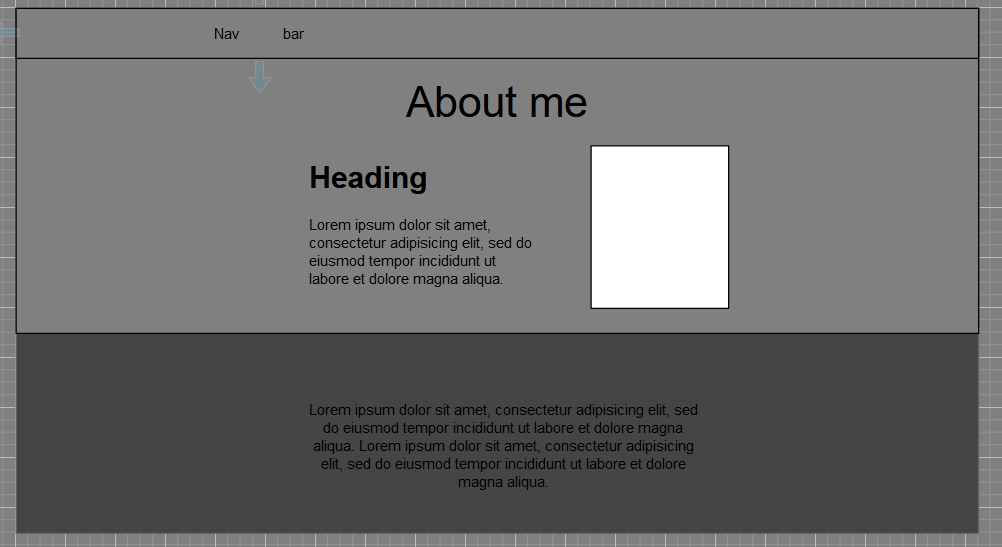 Nav bar
About me
Heading
Lorem ipsum dolor sit amet,
consectetur adipisicing elit, sed do
eiusmod tempor incididunt ut
labore et dolore magna aliqua.
Lorem ipsum dolor sit amet, consectetur adipisicing elit, sed
do eiusmod tempor incididunt ut labore et dolore magna
aliqua. Lorem ipsum dolor sit amet, consectetur adipisicing
elit, sed do eiusmod tempor incididunt ut labore et dolore
magna aliqua.